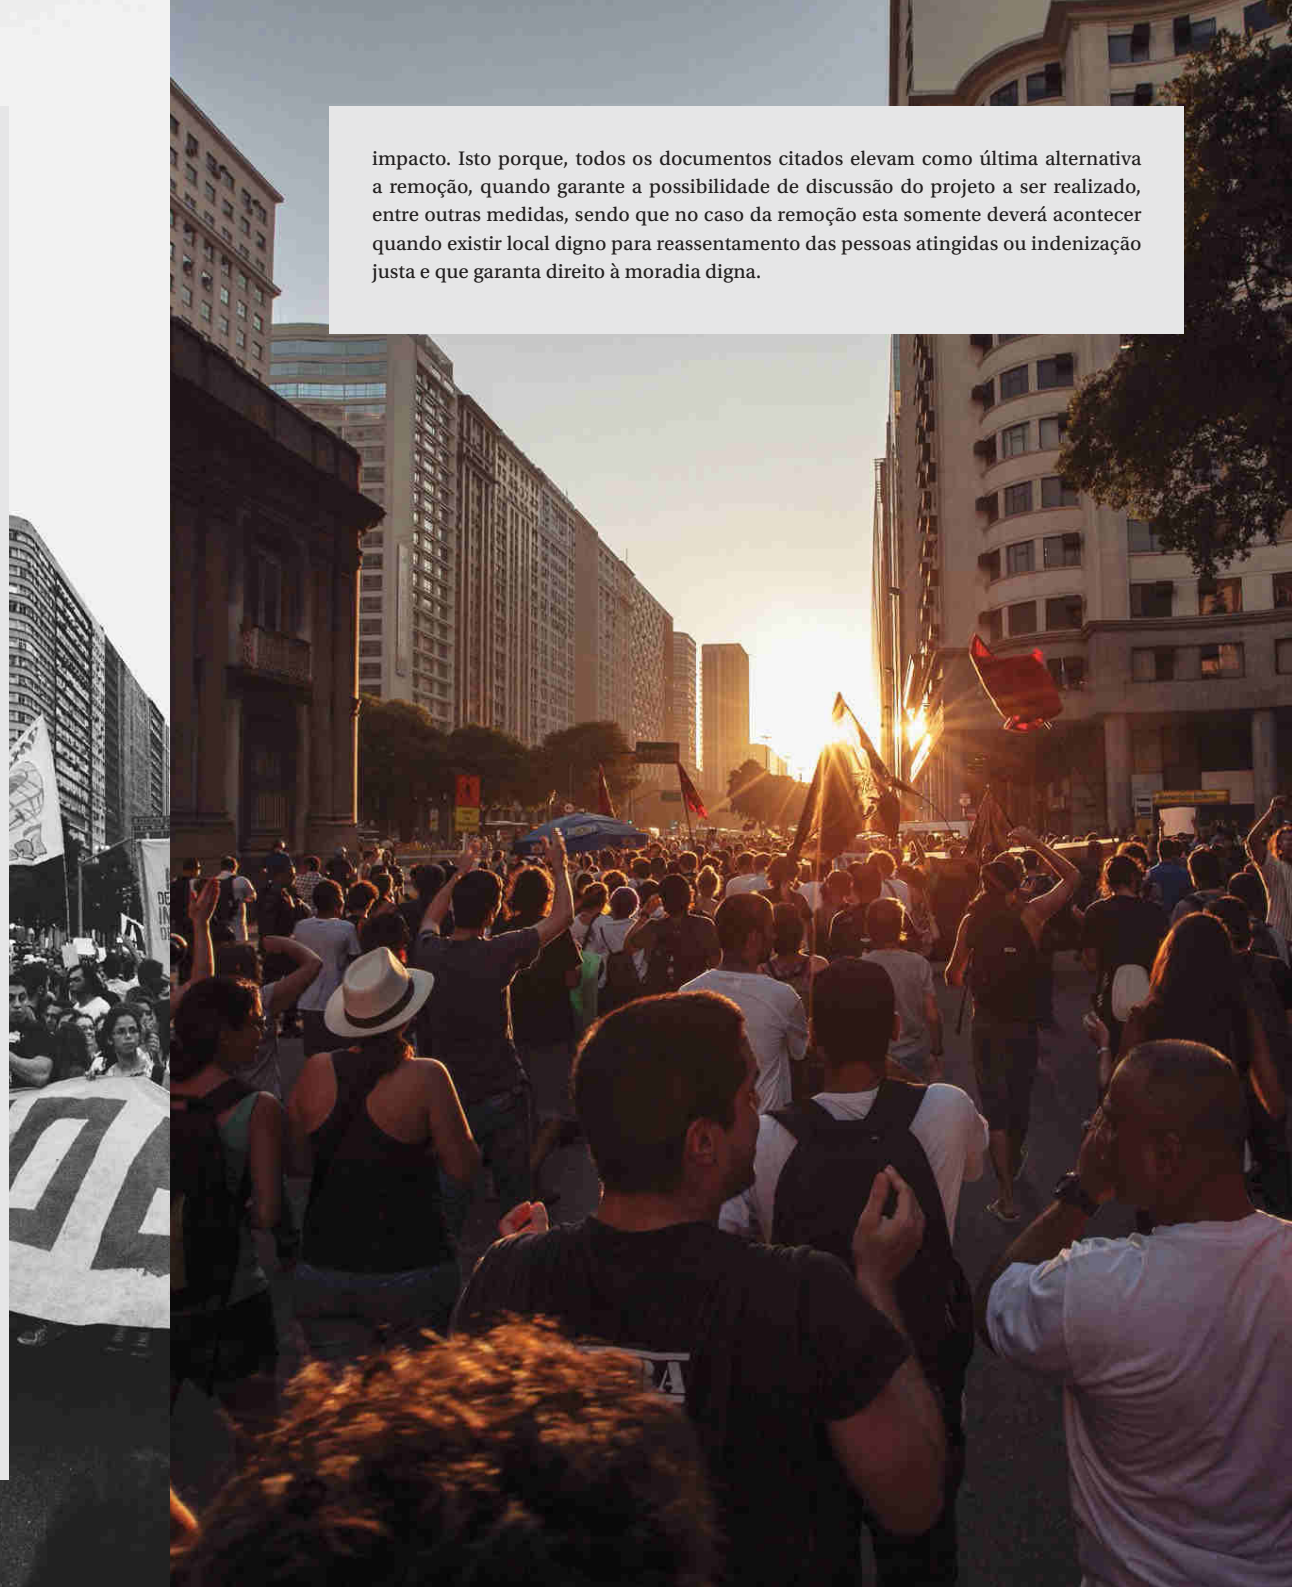 impacto. Isto porque, todos os documentos citados elevam como última alternativa
a remoção, quando garante a possibilidade de discussão do projeto a ser realizado,
entre outras medidas, sendo que no caso da remoção esta somente deverá acontecer
quando existir local digno para reassentamento das pessoas atingidas ou indenização
justa e que garanta direito à moradia digna.